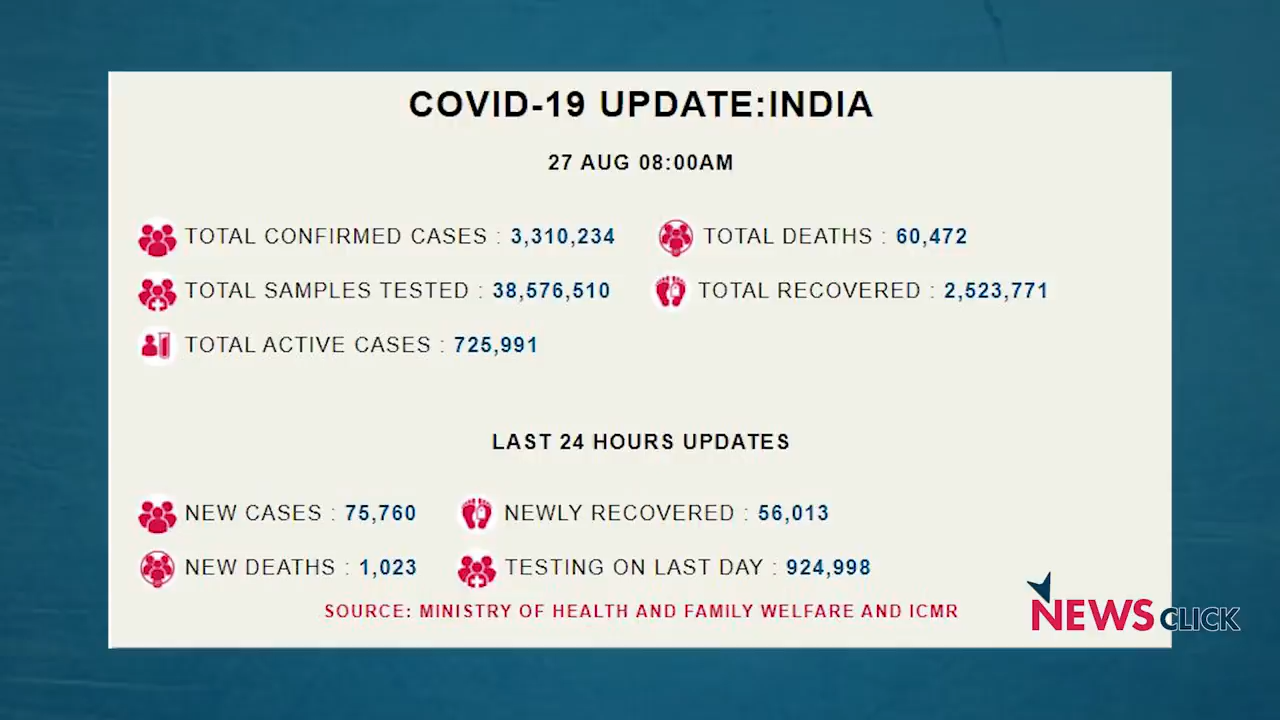 COVID-19 UPDATE:INDIA
27 AUG 08:00AM
TOTAL CONFIRMED CASES : 3,310,234
TOTAL DEATHS : 60,472
TOTAL SAMPLES TESTED : 38,576,510
TOTAL RECOVERED : 2,523,771
TOTAL ACTIVE CASES : 725,991
LAST 24 HOURS UPDATES
NEW CASES : 75,760
NEWLY RECOVERED : 56,013
NEW DEATHS : 1,023
TESTING ON LAST DAY : 924,998
SOURCE: MINISTRY OF HEALTH AND FAMILY WELFARE AND ICMR
NEWSCLICK